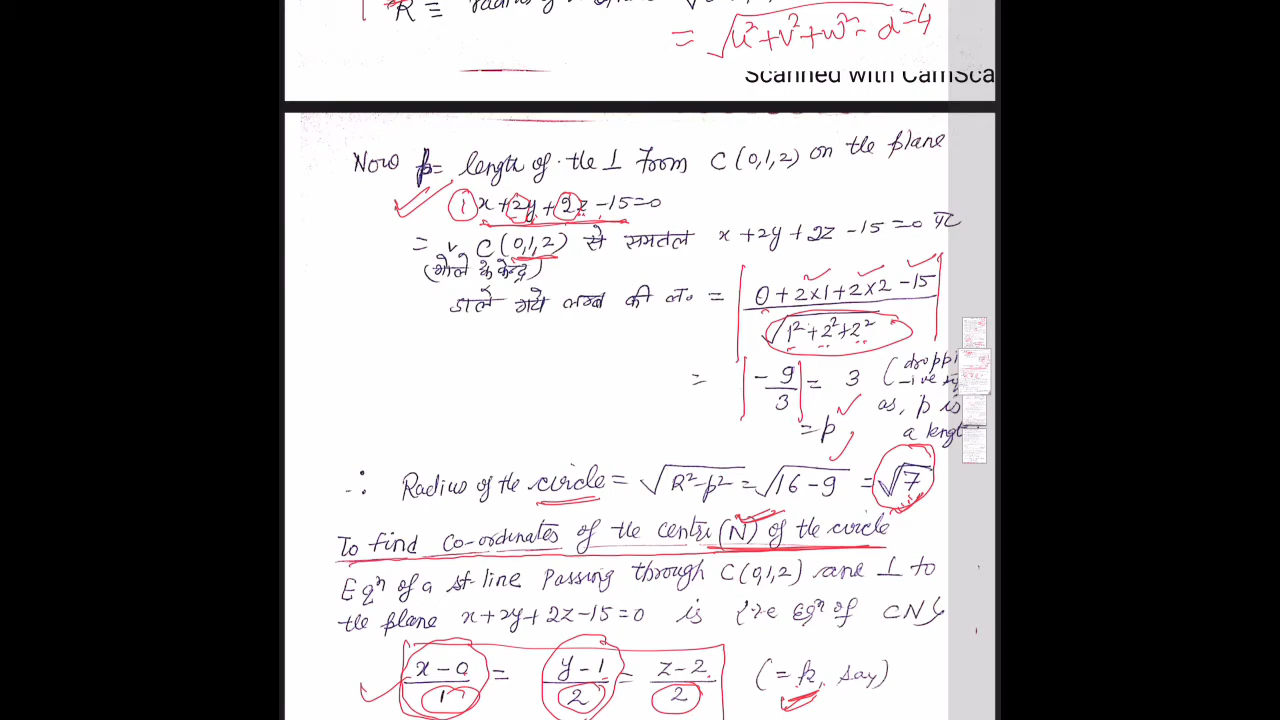 R ≡
= √u²+v²+w²-d = 4
Scanned with CamSca
Now p = length of the ⊥ from C(0,1,2) on the plane
1x+2y+2z-15=0
= C(0,1,2) से समतल x+2y+2z-15=0 पर
(गोले के केन्द्र)
डाले गये लम्ब की ल० = |0+2×1+2×2-15 / √1²+2²+2²|
= |-9/3| = 3 (droppi
-ive
as, p is
= p a lengt
∴ Radius of the circle = √R²-p² = √16-9 = √7
To find co-ordinates of the centre (N) of the circle
Eqⁿ of a st-line passing through C(0,1,2) and ⊥ to
the plane x+2y+2z-15=0 is {i.e Eqⁿ of CN}
x-0/1 = y-1/2 = z-2/2 (=k, say)